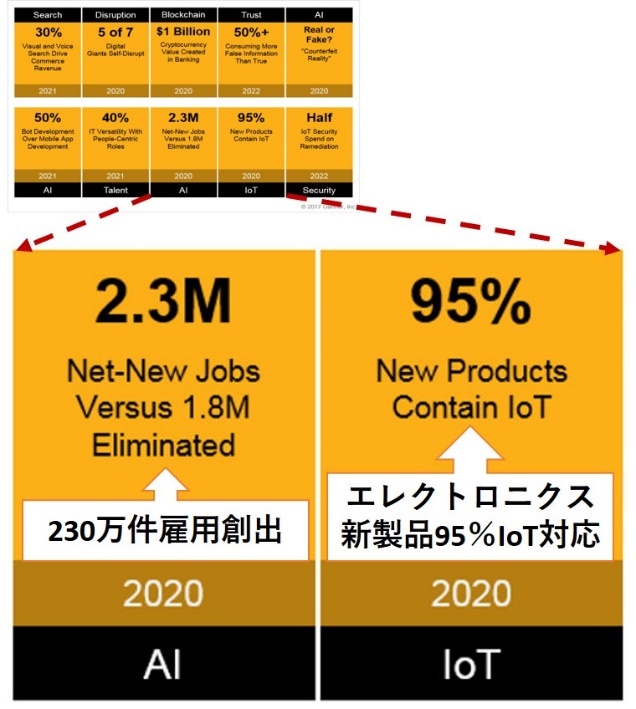 Search
Disruption
Blockchain
Trust
AI
30%
Visual and Voice
Search Drive
Commerce
Revenue
2021
5 of 7
Digital
Giants Self-Disrupt
2020
$1 Billion
Cryptocurrency
Value Created
in Banking
2020
50%+
Consuming More
False Information
Than True
2022
Real or
Fake?
"Counterfeit
Reality"
2020
50%
Bot Development
Over Mobile App
Development
2021
AI
40%
IT Versatility With
People-Centric
Roles
2021
Talent
2.3M
Net-New Jobs
Versus 1.8M
Eliminated
2020
AI
95%
New Products
Contain IoT
2020
IoT
Half
IoT Security
Spend on
Remediation
2022
Security
© 2017 Gartner, Inc.
2.3M
Net-New Jobs
Versus 1.8M
Eliminated
230万件雇用創出
2020
AI
95%
New Products
Contain IoT
エレクトロニクス
新製品95%IoT対応
2020
IoT